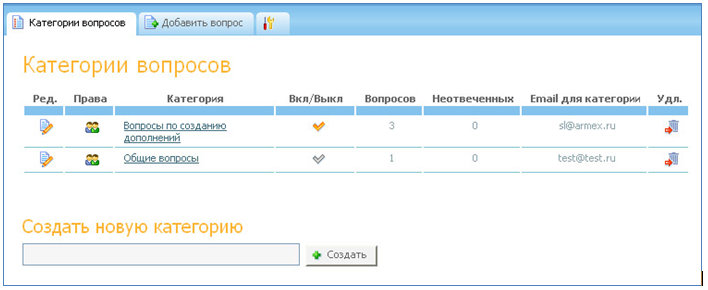 Категории вопросов Добавить вопрос
Категории вопросов
Ред. Права Категория Вкл/Выкл Вопросов Неотвеченных Email для категории Удл.
Вопросы по созданию 3 0 sl@armex.ru
дополнений
Общие вопросы 1 0 test@test.ru
Создать новую категорию
Создать